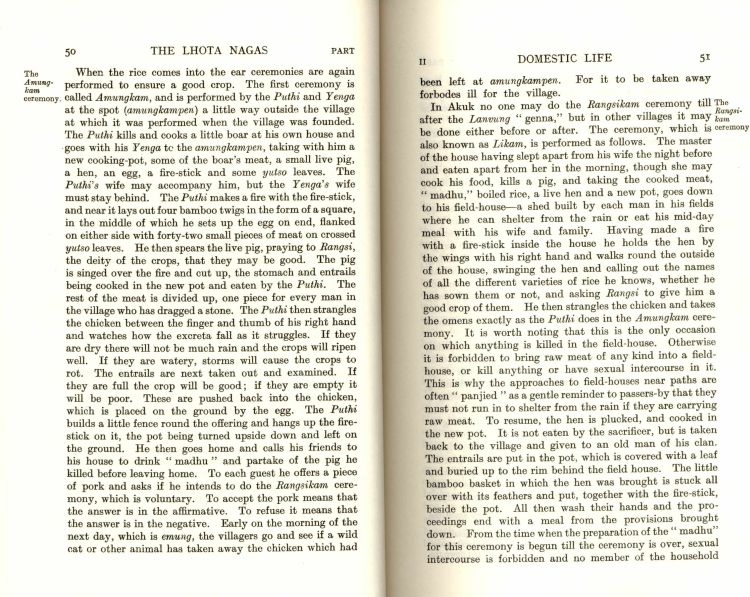 50 THE LHOTA NAGAS PART
The
Amung-
kam
ceremony.
When the rice comes into the ear ceremonies are again
performed to ensure a good crop. The first ceremony is
called Amungkam, and is performed by the Puthi and Yenga
at the spot (amungkampen) a little way outside the village
at which it was performed when the village was founded.
The Puthi kills and cooks a little boar at his own house and
goes with his Yenga to the amungkampen, taking with him a
new cooking-pot, some of the boar's meat, a small live pig,
a hen, an egg, a fire-stick and some yutso leaves. The
Puthi's wife may accompany him, but the Yenga's wife
must stay behind. The Puthi makes a fire with the fire-stick,
and near it lays out four bamboo twigs in the form of a square,
in the middle of which he sets up the egg on end, flanked
on either side with forty-two small pieces of meat on crossed
yutso leaves. He then spears the live pig, praying to Rangsi,
the deity of the crops, that they may be good. The pig
is singed over the fire and cut up, the stomach and entrails
being cooked in the new pot and eaten by the Puthi. The
rest of the meat is divided up, one piece for every man in
the village who has dragged a stone. The Puthi then strangles
the chicken between the finger and thumb of his right hand
and watches how the excreta fall as it struggles. If they
are dry there will not be much rain and the crops will ripen
well. If they are watery, storms will cause the crops to
rot. The entrails are next taken out and examined. If
they are full the crop will be good; if they are empty it
will be poor. These are pushed back into the chicken,
which is placed on the ground by the egg. The Puthi
builds a little fence round the offering and hangs up the fire-
stick on it, the pot being turned upside down and left on
the ground. He then goes home and calls his friends to
his house to drink " madhu " and partake of the pig he
killed before leaving home. To each guest he offers a piece
of pork and asks if he intends to do the Rangsikam cere-
mony, which is voluntary. To accept the pork means that
the answer is in the affirmative. To refuse it means that
the answer is in the negative. Early on the morning of the
next day, which is emung, the villagers go and see if a wild
cat or other animal has taken away the chicken which had
II DOMESTIC LIFE 51
been left at amungkampen. For it to be taken away
forbodes ill for the village.
In Akuk no one may do the Rangsikam ceremony till
after the Lanvung " genna," but in other villages it may
be done either before or after. The ceremony, which is
also known as Likam, is performed as follows. The master
of the house having slept apart from his wife the night before
and eaten apart from her in the morning, though she may
cook his food, kills a pig, and taking the cooked meat,
" madhu," boiled rice, a live hen and a new pot, goes down
to his field-house—a shed built by each man in his fields
where he can shelter from the rain or eat his mid-day
meal with his wife and family. Having made a fire
with a fire-stick inside the house he holds the hen by
the wings with his right hand and walks round the outside
of the house, swinging the hen and calling out the names
of all the different varieties of rice he knows, whether he
has sown them or not, and asking Rangsi to give him a
good crop of them. He then strangles the chicken and takes
the omens exactly as the Puthi does in the Amungkam cere-
mony. It is worth noting that this is the only occasion
on which anything is killed in the field-house. Otherwise
it is forbidden to bring raw meat of any kind into a field-
house, or kill anything or have sexual intercourse in it.
This is why the approaches to field-houses near paths are
often " panjied " as a gentle reminder to passers-by that they
must not run in to shelter from the rain if they are carrying
raw meat. To resume, the hen is plucked, and cooked in
the new pot. It is not eaten by the sacrificer, but is taken
back to the village and given to an old man of his clan.
The entrails are put in the pot, which is covered with a leaf
and buried up to the rim behind the field house. The little
bamboo basket in which the hen was brought is stuck all
over with its feathers and put, together with the fire-stick,
beside the pot. All then wash their hands and the pro-
ceedings end with a meal from the provisions brought
down. From the time when the preparation of the " madhu"
for this ceremony is begun till the ceremony is over, sexual
intercourse is forbidden and no member of the household
The
Rangsi-
kam
ceremony